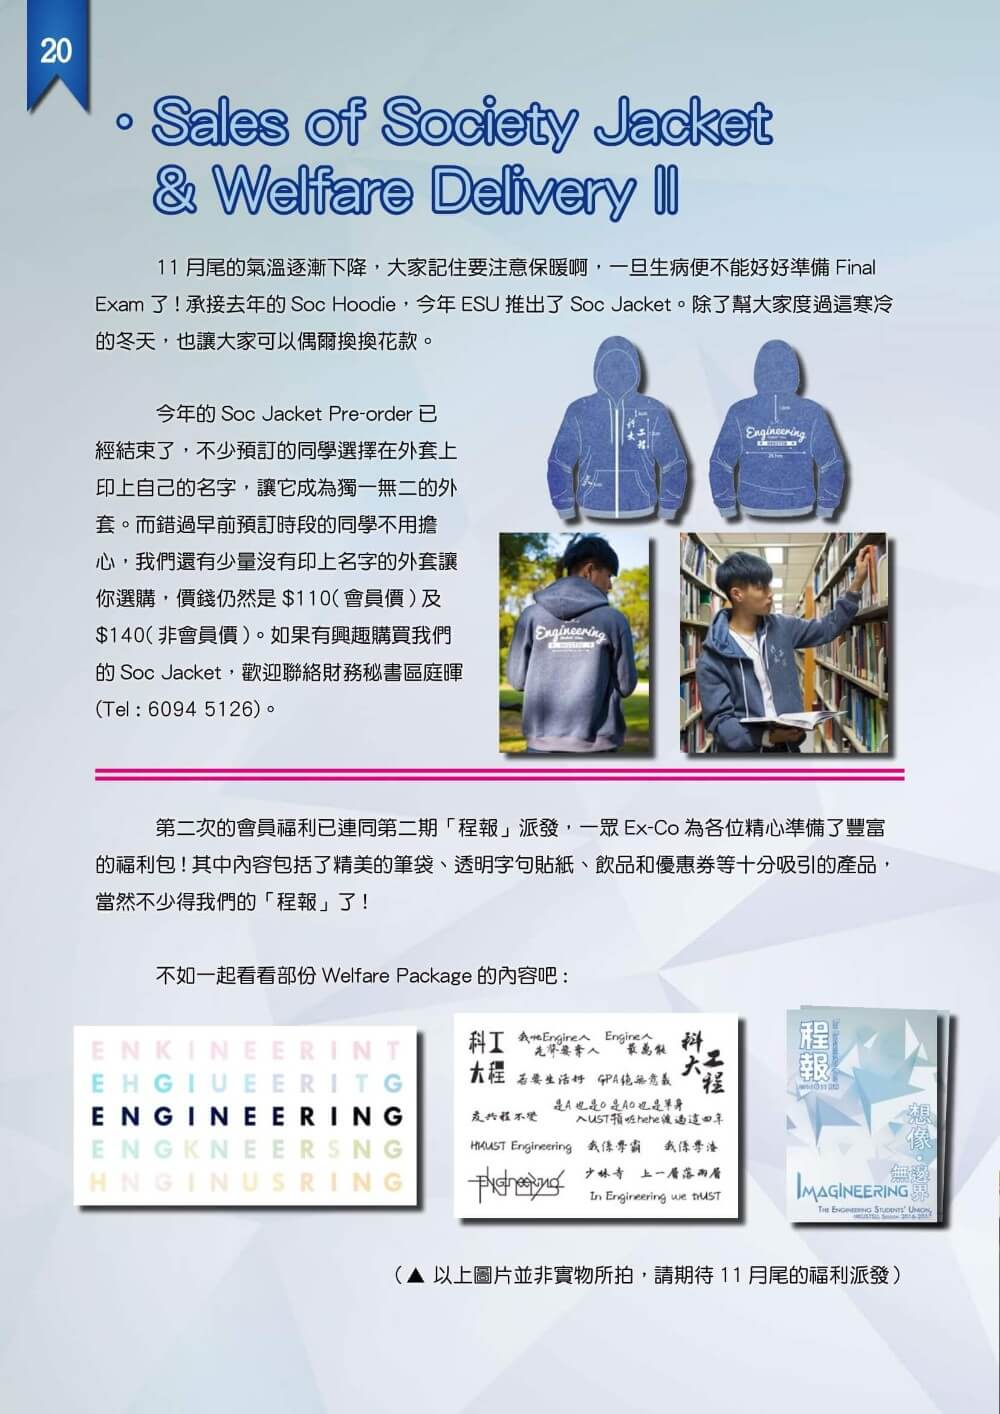 20
• Sales of Society Jacket
& Welfare Delivery II
11 月尾的氣溫逐漸下降，大家記住要注意保暖啊，一旦生病便不能好好準備 Final
Exam 了！承接去年的 Soc Hoodie，今年 ESU 推出了 Soc Jacket。除了幫大家度過這寒冷
的冬天，也讓大家可以偶爾換換花款。
今年的 Soc Jacket Pre-order 已
經結束了，不少預訂的同學選擇在外套上
印上自己的名字，讓它成為獨一無二的外
套。而錯過早前預訂時段的同學不用擔
心，我們還有少量沒有印上名字的外套讓
你選購，價錢仍然是 $110( 會員價 ) 及
$140( 非會員價 )。如果有興趣購買我們
的 Soc Jacket，歡迎聯絡財務秘書區庭暉
(Tel : 6094 5126)。
科大 工程
Engineering
Engineering
第二次的會員福利已連同第二期「程報」派發，一眾 Ex-Co 為各位精心準備了豐富
的福利包！其中內容包括了精美的筆袋、透明字句貼紙、飲品和優惠券等十分吸引的產品，
當然不少得我們的「程報」了！
不如一起看看部份 Welfare Package 的內容吧 :
ENKINEERINT
EHGIUEERITG
ENGINEERING
ENGKNEERSNG
HNGINUSRING
科工
大程
我哋Engine人
先至要拿人
Engine人
最萬能
科大
工程
若要生活好
GPA絕無意義
友共程不變
是A也是O是AO也是單身
入UST預咗hehe後過這四年
HKUST Engineering
我係學霸
我係學渣
ENGINEERING
少林寺
上一層落兩層
In Engineering we trUST
程報
想像・無邊界
IMAGINEERING
THE ENGINEERING STUDENTS' UNION,
HKUSTSU, SESSION 2016-2017
( ▲ 以上圖片並非實物所拍，請期待 11 月尾的福利派發 )